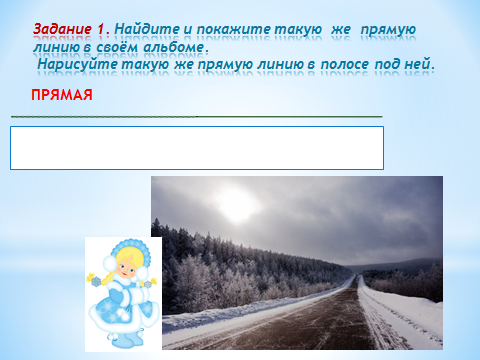 Задание 1. Найдите и покажите такую же прямую
линию в своём альбоме.
Нарисуйте такую же прямую линию в полосе под ней.
ПРЯМАЯ